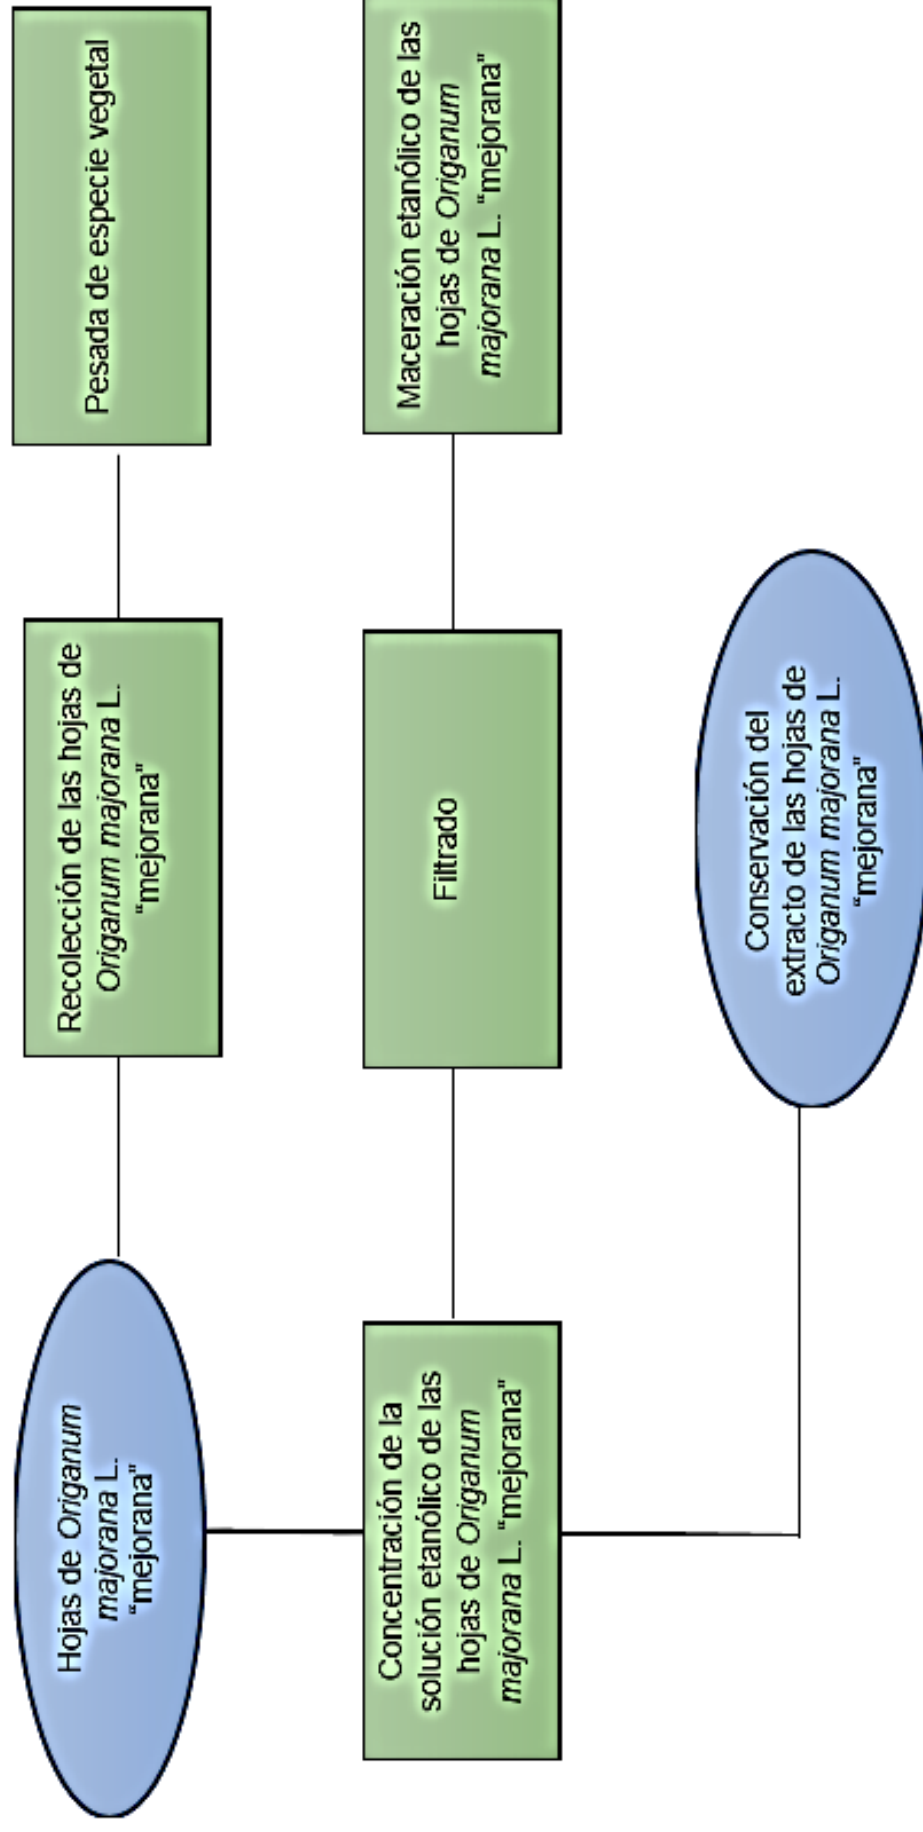 Hojas de Origanum
majorana L.
“mejorana"
Recolección de las hojas de
Origanum majorana L.
“mejorana"
Pesada de especie vegetal
Concentración de la
solución etanólico de las
hojas de Origanum
majorana L. “mejorana"
Filtrado
Maceración etanólico de las
hojas de Origanum
majorana L. “mejorana"
Conservación del
extracto de las hojas de
Origanum majorana L.
“mejorana"